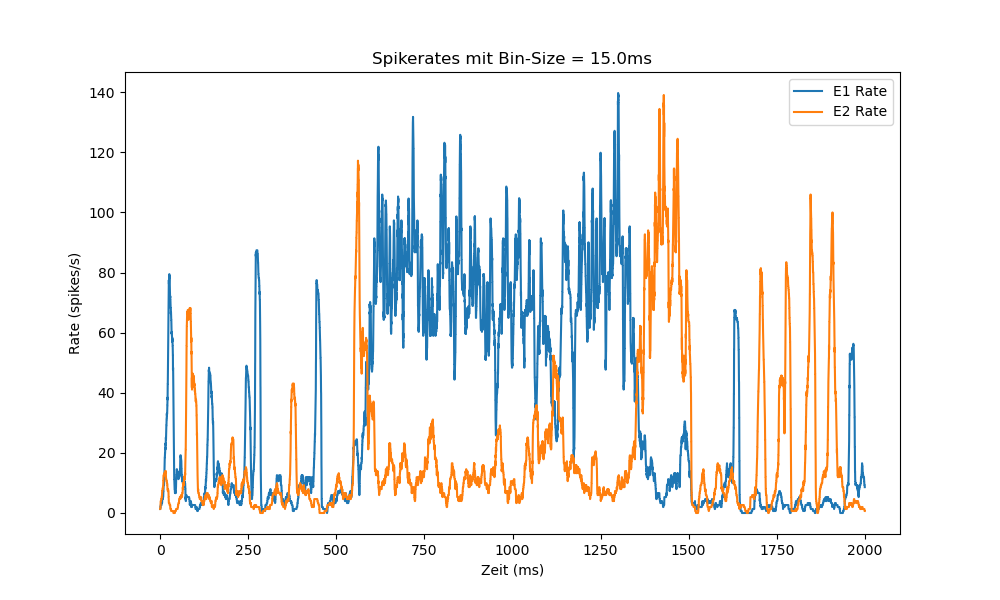 Spikerates mit Bin-Size = 15.0ms
E1 Rate
E2 Rate
Rate (spikes/s)
140
120
100
80
60
40
20
0
0 250 500 750 1000 1250 1500 1750 2000
Zeit (ms)